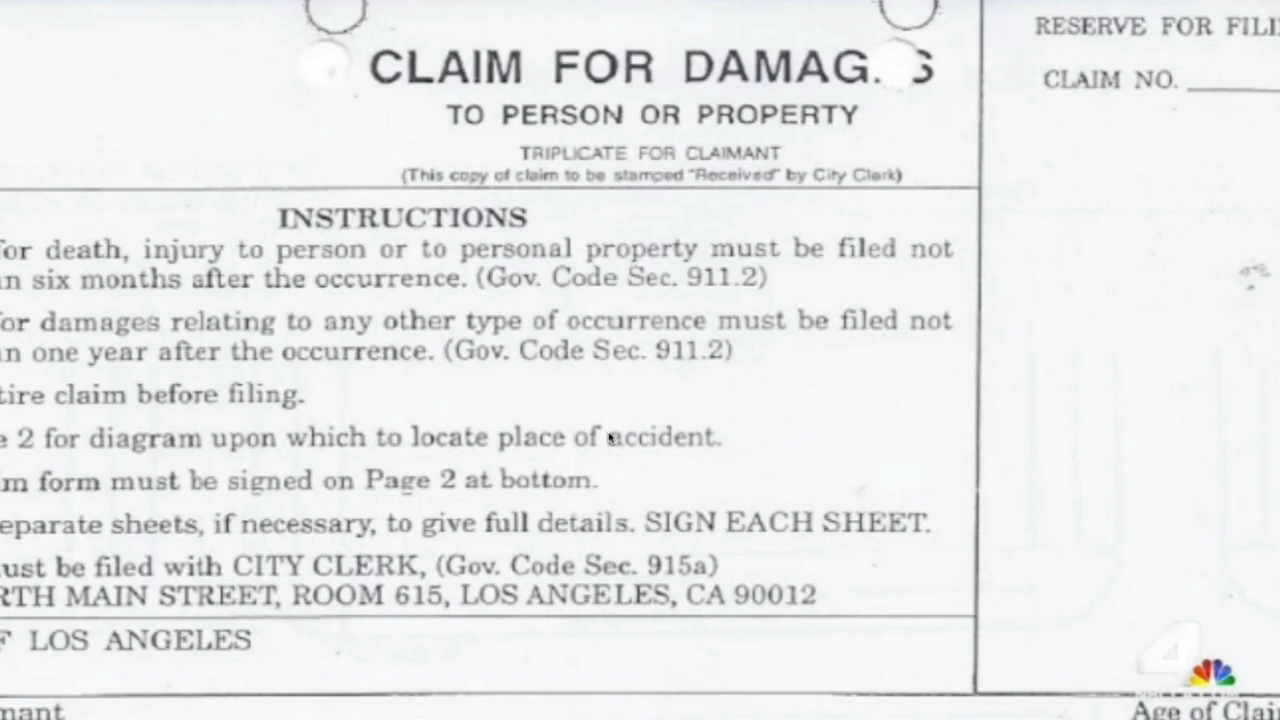 CLAIM FOR DAMAG. S
TO PERSON OR PROPERTY
TRIPLICATE FOR CLAIMANT
(This copy of claim to be stamped "Received" by City Clerk)
RESERVE FOR FILI
CLAIM NO.
INSTRUCTIONS
for death, injury to person or to personal property must be filed not
an six months after the occurrence. (Gov. Code Sec. 911.2)
for damages relating to any other type of occurrence must be filed not
an one year after the occurrence. (Gov. Code Sec. 911.2)
tire claim before filing.
e 2 for diagram upon which to locate place of accident.
im form must be signed on Page 2 at bottom.
eparate sheets, if necessary, to give full details. SIGN EACH SHEET.
ust be filed with CITY CLERK, (Gov. Code Sec. 915a)
RTH MAIN STREET, ROOM 615, LOS ANGELES, CA 90012
F LOS ANGELES
mant
Age of Clai
4